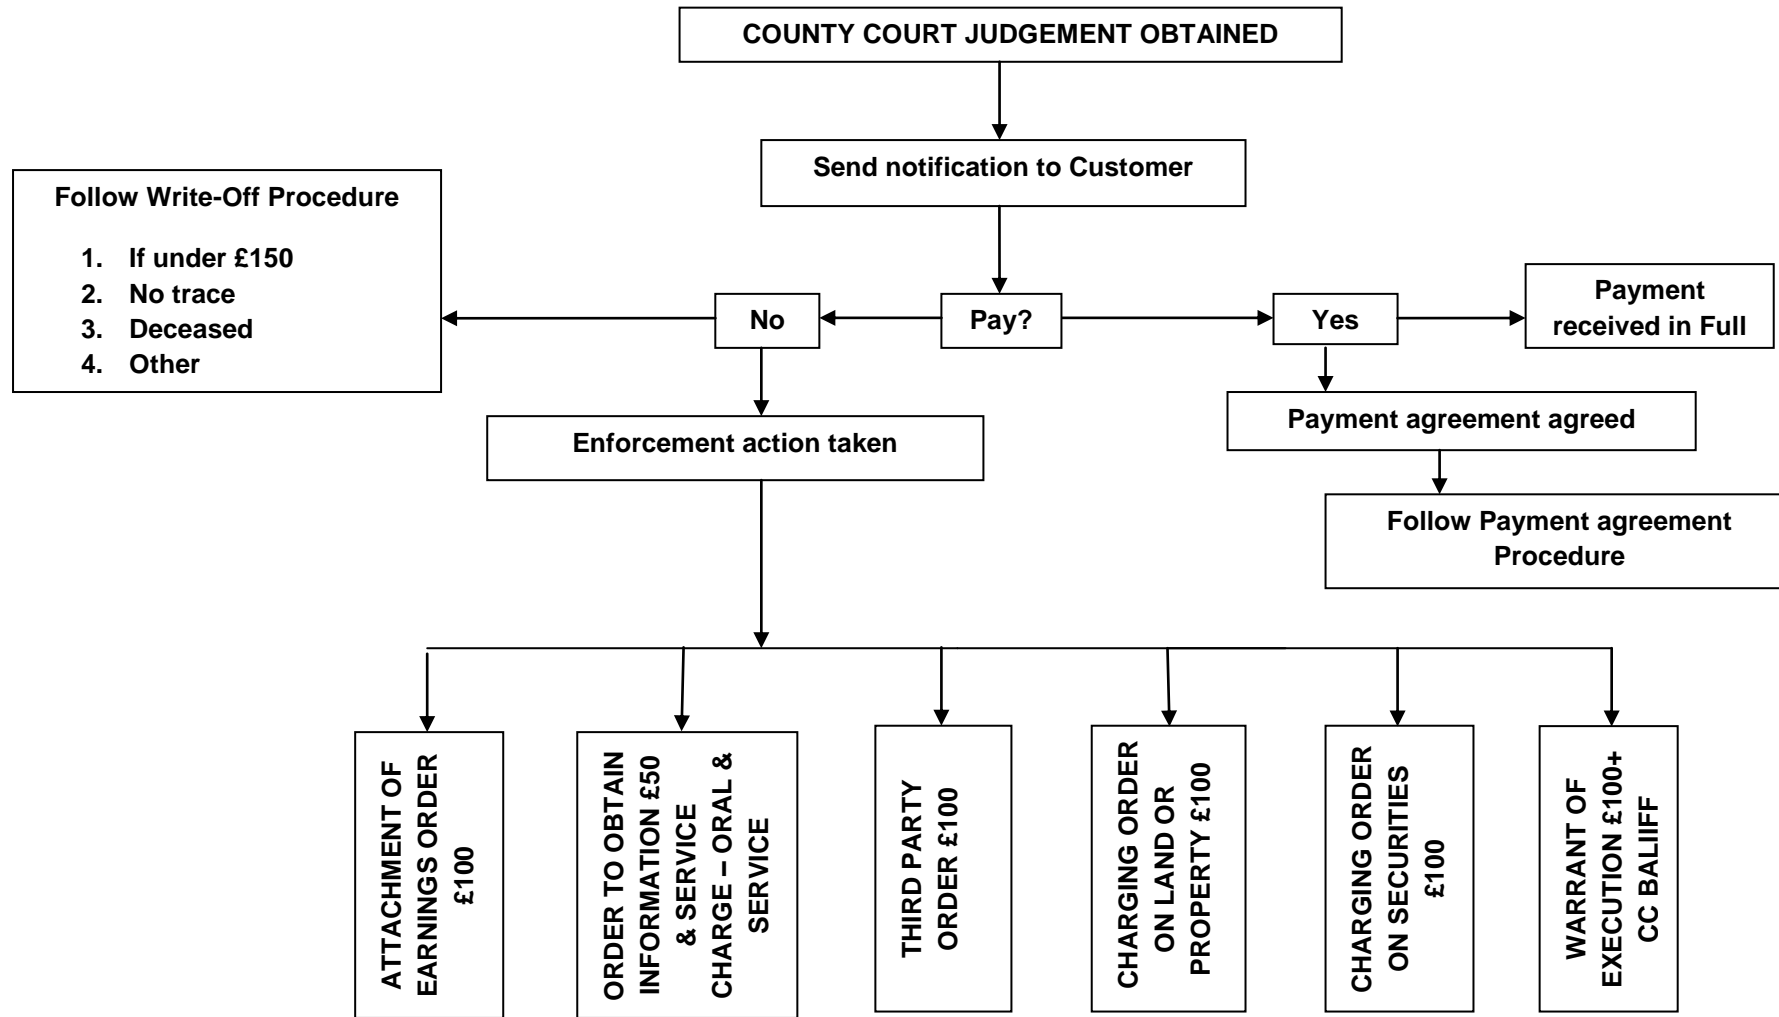 COUNTY COURT JUDGEMENT OBTAINED
Send notification to Customer
Follow Write-Off Procedure
1. If under £150
2. No trace
3. Deceased
4. Other
No
Pay?
Yes
Payment
received in Full
Enforcement action taken
Payment agreement agreed
Follow Payment agreement
Procedure
ATTACHMENT OF
EARNINGS ORDER
£100
ORDER TO OBTAIN
INFORMATION £50
& SERVICE
CHARGE – ORAL &
SERVICE
THIRD PARTY
ORDER £100
CHARGING ORDER
ON LAND OR
PROPERTY £100
CHARGING ORDER
ON SECURITIES
£100
WARRANT OF
EXECUTION £100+
CC BALIIFF